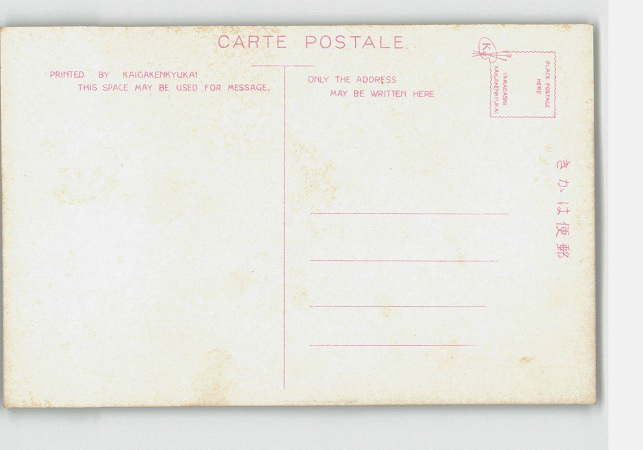 CARTE POSTALE
PRINTED BY KAIGAKENKYUKAI
THIS SPACE MAY BE USED FOR MESSAGE.
ONLY THE ADDRESS
MAY BE WRITTEN HERE
PLACE POSTAGE
HERE
KAIGAKENKYUKAI
きかは便郵